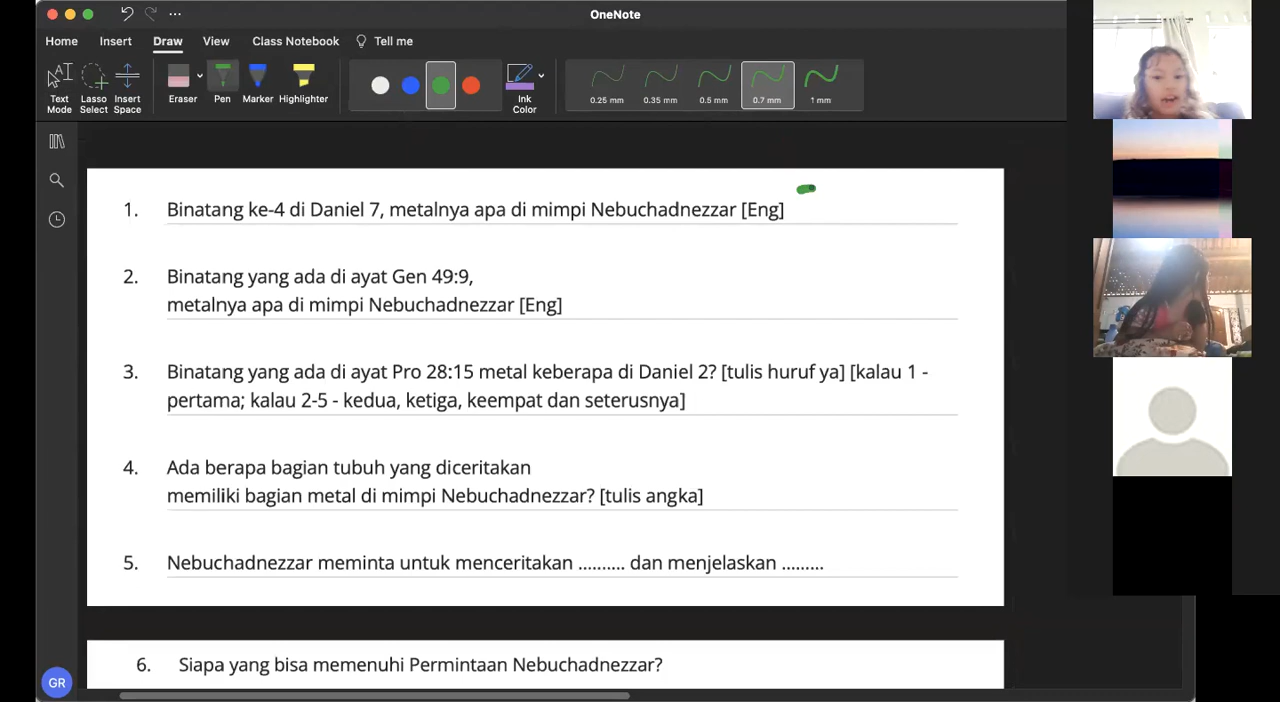 OneNote
Home Insert Draw View Class Notebook Tell me
Text Mode
Lasso Select
Insert Space
Eraser
Pen
Marker
Highlighter
Ink Color
0.25 mm 0.35 mm 0.5 mm 0.7 mm 1 mm
1. Binatang ke-4 di Daniel 7, metalnya apa di mimpi Nebuchadnezzar [Eng]
2. Binatang yang ada di ayat Gen 49:9,
metalnya apa di mimpi Nebuchadnezzar [Eng]
3. Binatang yang ada di ayat Pro 28:15 metal keberapa di Daniel 2? [tulis huruf ya] [kalau 1 -
pertama; kalau 2-5 - kedua, ketiga, keempat dan seterusnya]
4. Ada berapa bagian tubuh yang diceritakan
memiliki bagian metal di mimpi Nebuchadnezzar? [tulis angka]
5. Nebuchadnezzar meminta untuk menceritakan .......... dan menjelaskan .........
6. Siapa yang bisa memenuhi Permintaan Nebuchadnezzar?
GR